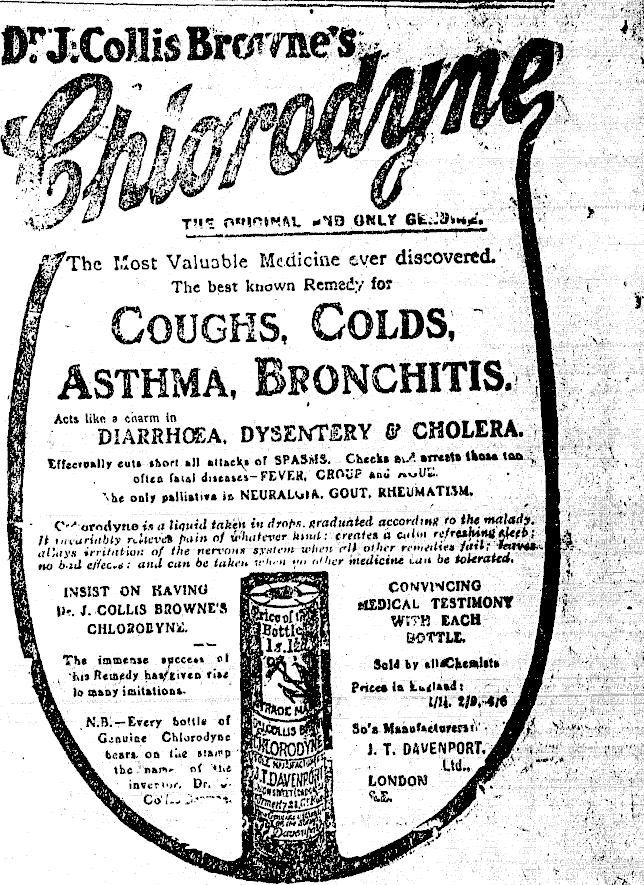 Dr. J. Collis Browne's
Chlorodyne
THE ORIGINAL AND ONLY GENUINE.
The Most Valuable Medicine ever discovered.
The best known Remedy for
COUGHS, COLDS,
ASTHMA, BRONCHITIS.
Acts like a charm in
DIARRHŒA, DYSENTERY & CHOLERA.
Effectually cuts short all attacks of SPASMS. Checks and arrests those too
often fatal diseases—FEVER, CROUP and AGUE.
The only palliative in NEURALGIA, GOUT, RHEUMATISM.
Chlorodyne is a liquid taken in drops, graduated according to the malady.
It invariably relieves pain of whatever kind; creates a calm refreshing sleep;
allays irritation of the nervous system when all other remedies fail; leaves
no bad effects; and can be taken when no other medicine can be tolerated.
INSIST ON HAVING
Dr. J. COLLIS BROWNE'S
CHLORODYNE.
The immense success of
this Remedy has given rise
to many imitations.
N.B.—Every bottle of
Genuine Chlorodyne
bears on the stamp
the name of the
inventor, Dr. J.
Collis Browne.
Price of
Bottle
1s. 1½
TRADE
COLLIS
CHLORODYNE
J.T. DAVENPORT
Davenport
CONVINCING
MEDICAL TESTIMONY
WITH EACH
BOTTLE.
Sold by all Chemists
Prices in England:
1/1½, 2/9, 4/6
Manufacturers:
J. T. DAVENPORT,
Ltd.,
LONDON
S.E.